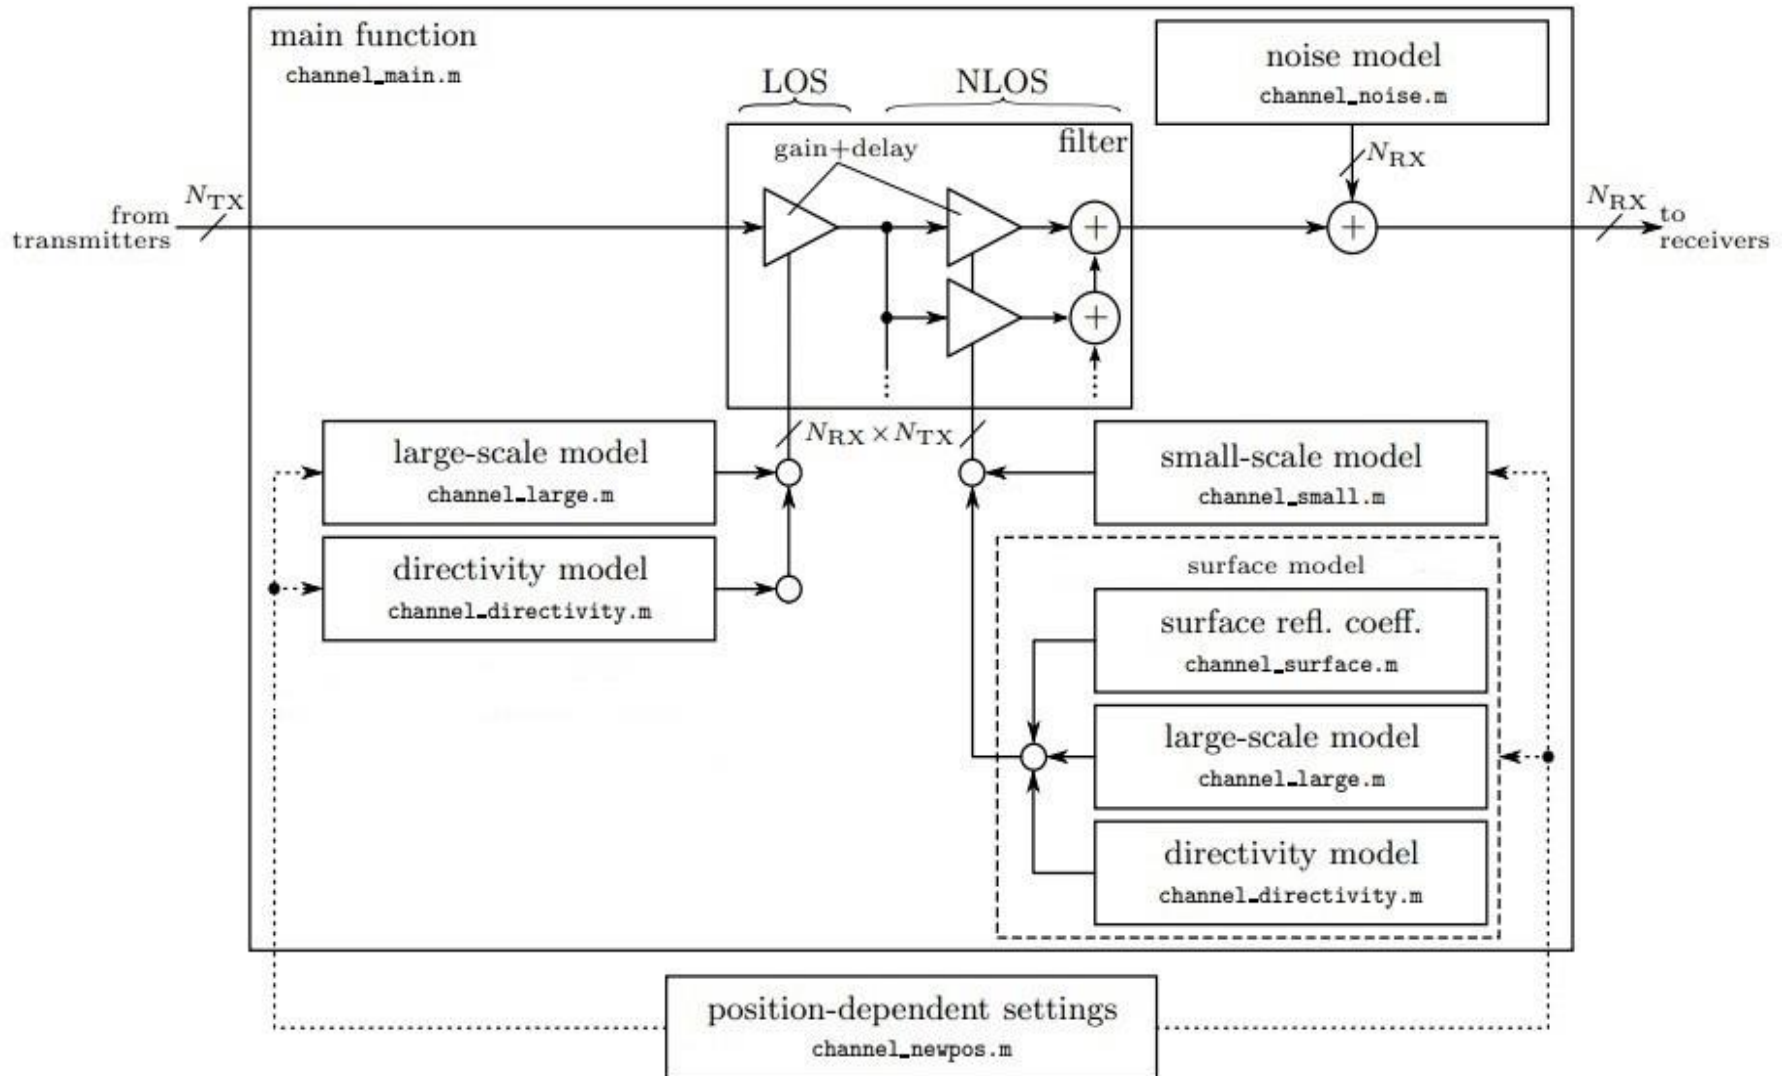 main function
channel_main.m
noise model
channel_noise.m
LOS
NLOS
gain+delay
filter
N_RX
N_TX
from
transmitters
N_RX
to
receivers
+
+
+
N_RX × N_TX
large-scale model
channel_large.m
small-scale model
channel_small.m
directivity model
channel_directivity.m
surface model
surface refl. coeff.
channel_surface.m
large-scale model
channel_large.m
directivity model
channel_directivity.m
position-dependent settings
channel_newpos.m